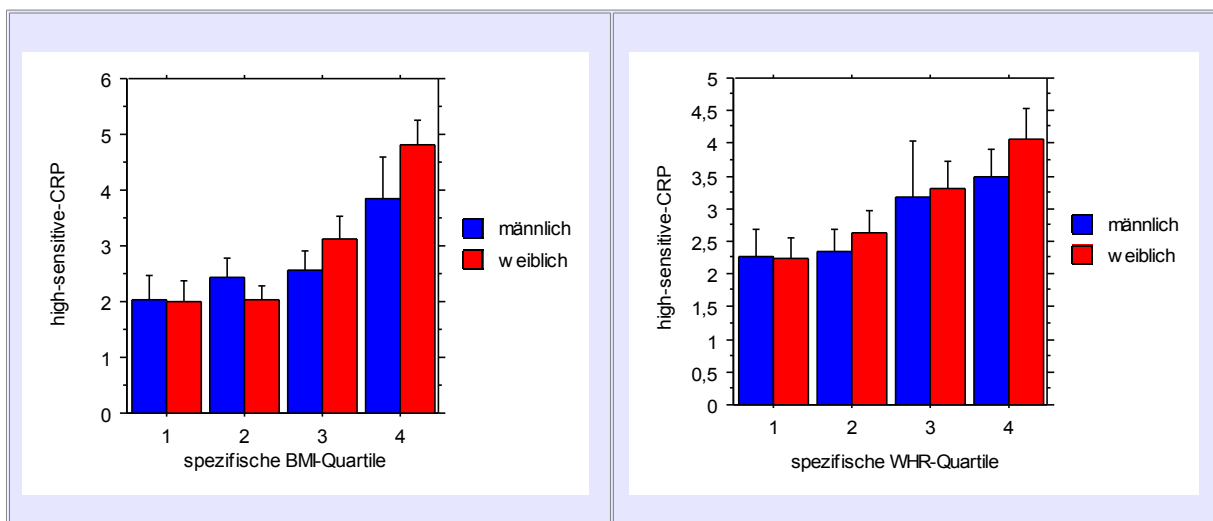 6
5
4
3
2
1
0
high-sensitive-CRP
1 2 3 4
spezifische BMI-Quartile
männlich
weiblich
5
4,5
4
3,5
3
2,5
2
1,5
1
0,5
0
high-sensitive-CRP
1 2 3 4
spezifische WHR-Quartile
männlich
weiblich